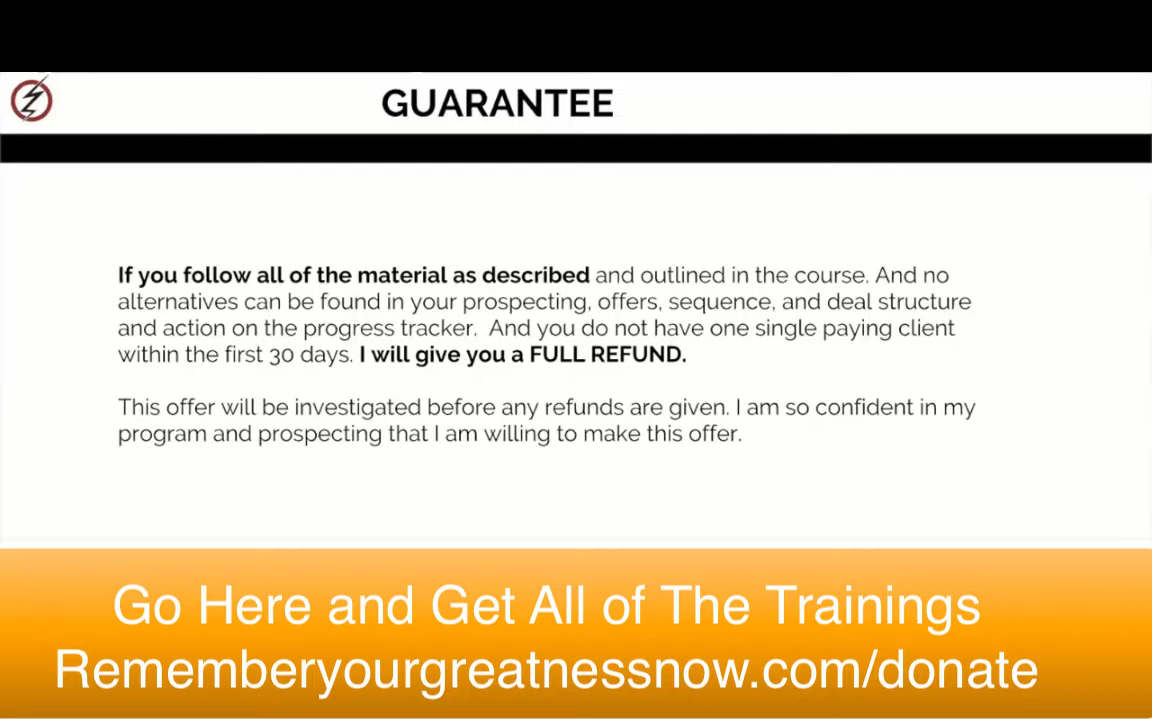 GUARANTEE
If you follow all of the material as described and outlined in the course. And no
alternatives can be found in your prospecting, offers, sequence, and deal structure
and action on the progress tracker. And you do not have one single paying client
within the first 30 days. I will give you a FULL REFUND.
This offer will be investigated before any refunds are given. I am so confident in my
program and prospecting that I am willing to make this offer.
Go Here and Get All of The Trainings
Rememberyourgreatnessnow.com/donate